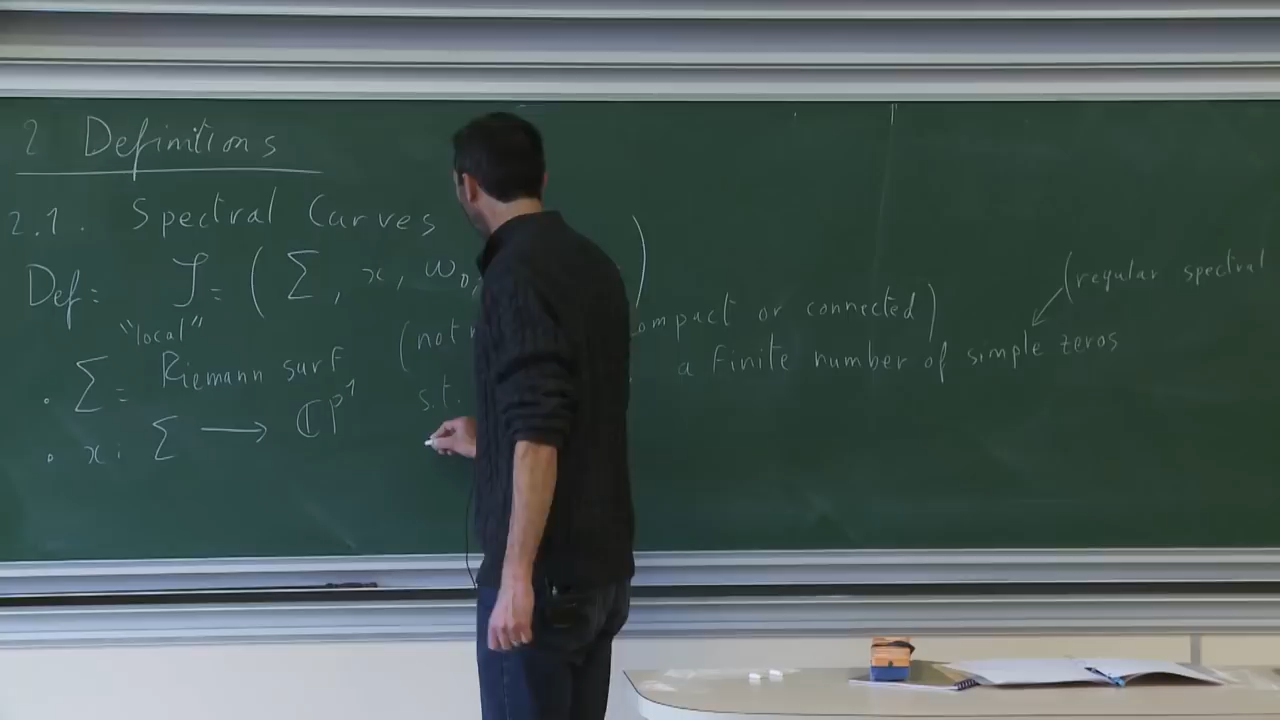 2 Definitions
2.1. Spectral Curves
Def: 𝒮 = ( Σ, x, ω₀, )
"local" (regular spectral
(not ompact or connected)
• Σ = Riemann surf
• x: Σ ⟶ ℂP¹ s.t. a finite number of simple zeros